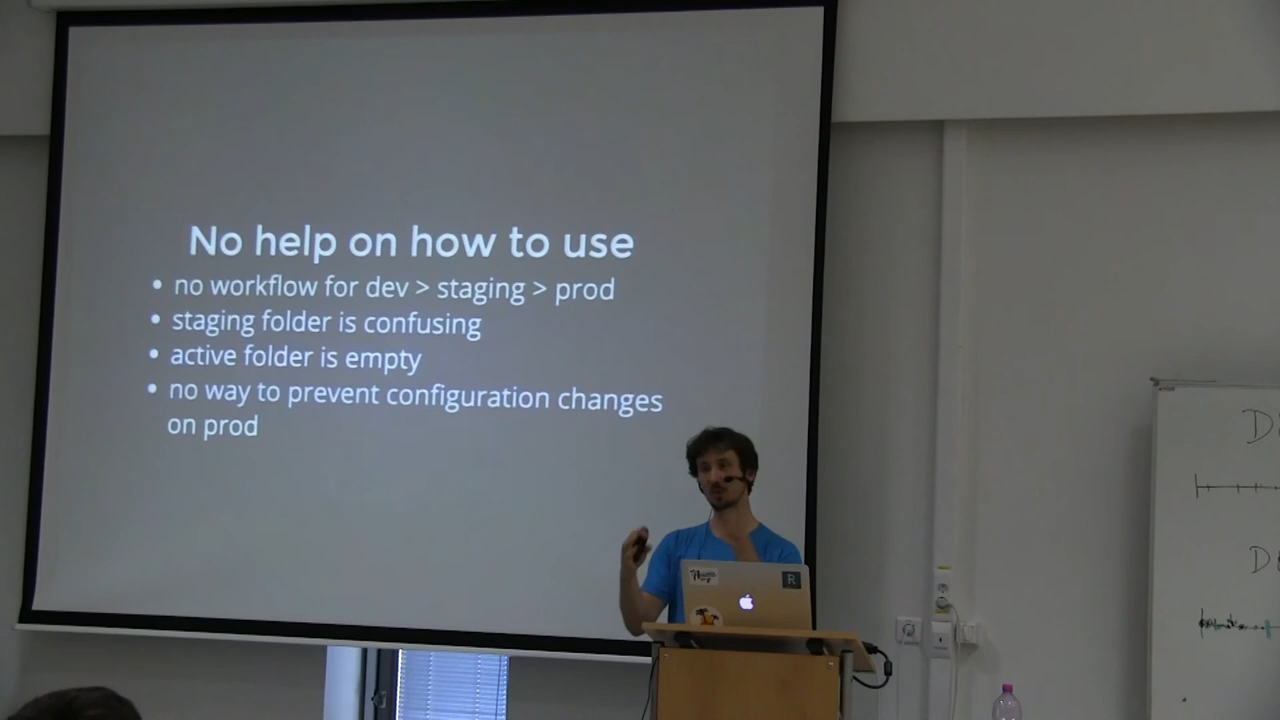 No help on how to use
• no workflow for dev > staging > prod
• staging folder is confusing
• active folder is empty
• no way to prevent configuration changes
on prod
R
D
D